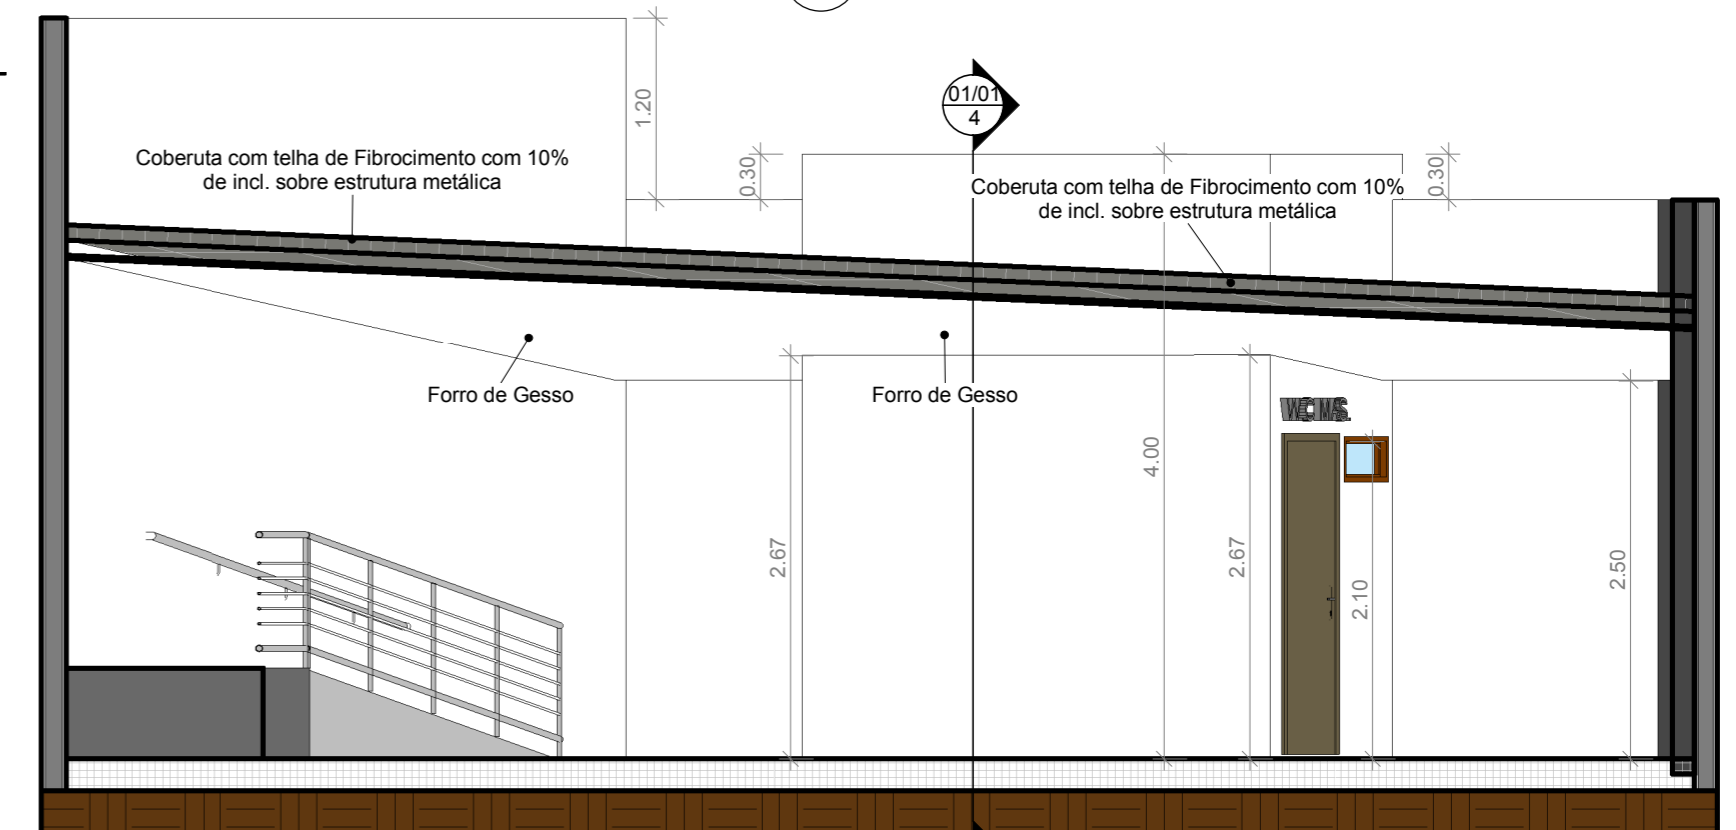 01/01
4
1.20
Coberuta com telha de Fibrocimento com 10%
de incl. sobre estrutura metálica
0.30
Coberuta com telha de Fibrocimento com 10%
de incl. sobre estrutura metálica
0.30
Forro de Gesso
Forro de Gesso
WC MAS.
4.00
2.67
2.67
2.10
2.50